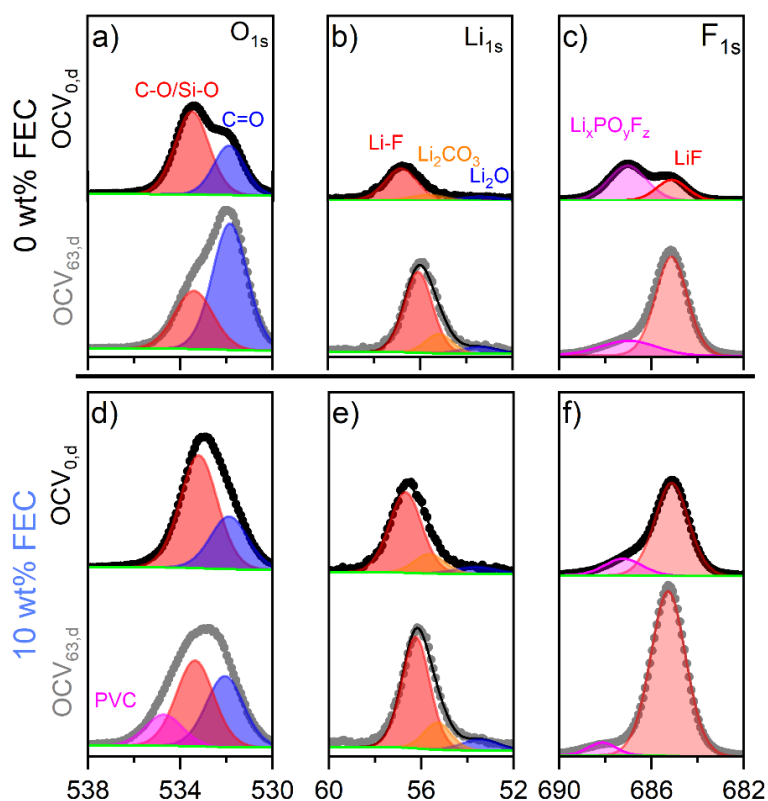 a) O1s
b) Li1s
c) F1s
0 wt% FEC
OCV0,d
C-O/Si-O
C=O
Li-F
Li2CO3
Li2O
LixPOyFz
LiF
OCV63,d
d)
e)
f)
10 wt% FEC
OCV0,d
OCV63,d
PVC
538 534 530 60 56 52 690 686 682